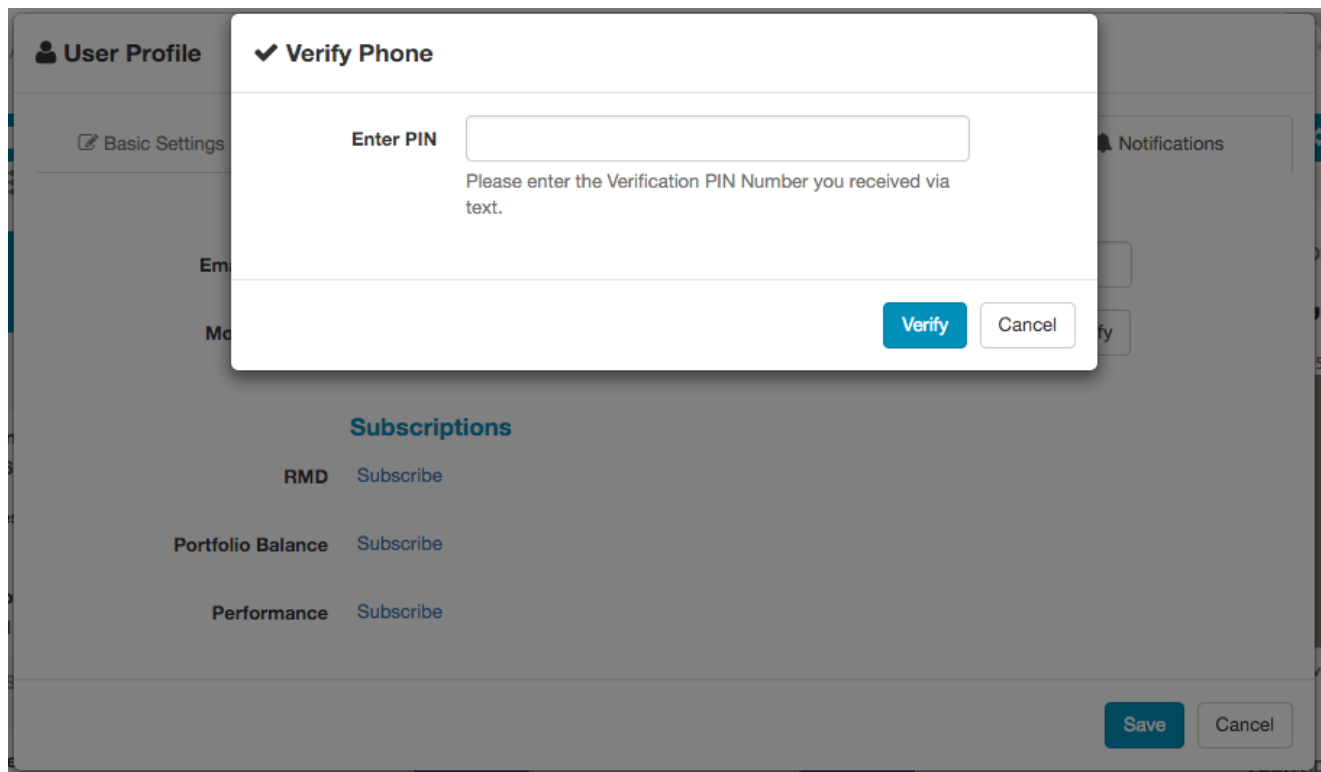 User Profile
Verify Phone
Basic Settings
Enter PIN
Notifications
Please enter the Verification PIN Number you received via
text.
Verify
Cancel
Subscriptions
RMD Subscribe
Portfolio Balance Subscribe
Performance Subscribe
Save
Cancel